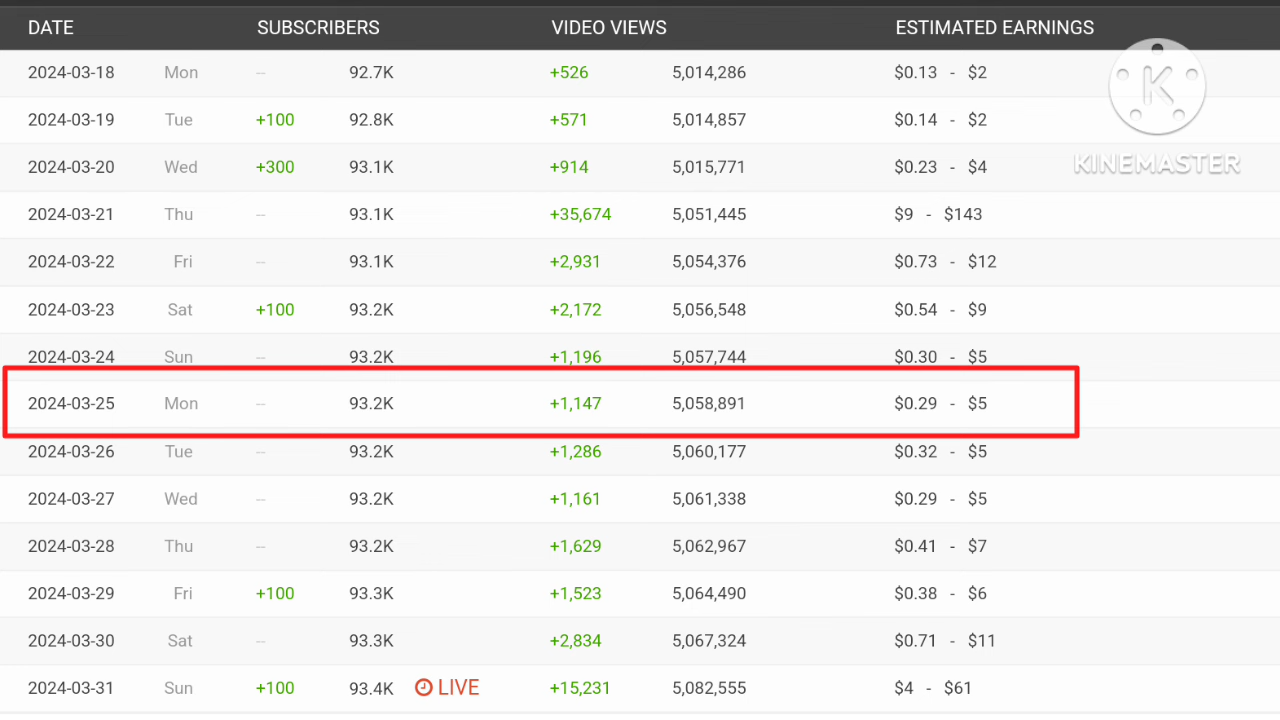 DATE SUBSCRIBERS VIDEO VIEWS ESTIMATED EARNINGS
2024-03-18 Mon -- 92.7K +526 5,014,286 $0.13 - $2
2024-03-19 Tue +100 92.8K +571 5,014,857 $0.14 - $2
2024-03-20 Wed +300 93.1K +914 5,015,771 $0.23 - $4
KINEMASTER
2024-03-21 Thu -- 93.1K +35,674 5,051,445 $9 - $143
2024-03-22 Fri -- 93.1K +2,931 5,054,376 $0.73 - $12
2024-03-23 Sat +100 93.2K +2,172 5,056,548 $0.54 - $9
2024-03-24 Sun -- 93.2K +1,196 5,057,744 $0.30 - $5
2024-03-25 Mon -- 93.2K +1,147 5,058,891 $0.29 - $5
2024-03-26 Tue -- 93.2K +1,286 5,060,177 $0.32 - $5
2024-03-27 Wed -- 93.2K +1,161 5,061,338 $0.29 - $5
2024-03-28 Thu -- 93.2K +1,629 5,062,967 $0.41 - $7
2024-03-29 Fri +100 93.3K +1,523 5,064,490 $0.38 - $6
2024-03-30 Sat -- 93.3K +2,834 5,067,324 $0.71 - $11
2024-03-31 Sun +100 93.4K LIVE +15,231 5,082,555 $4 - $61